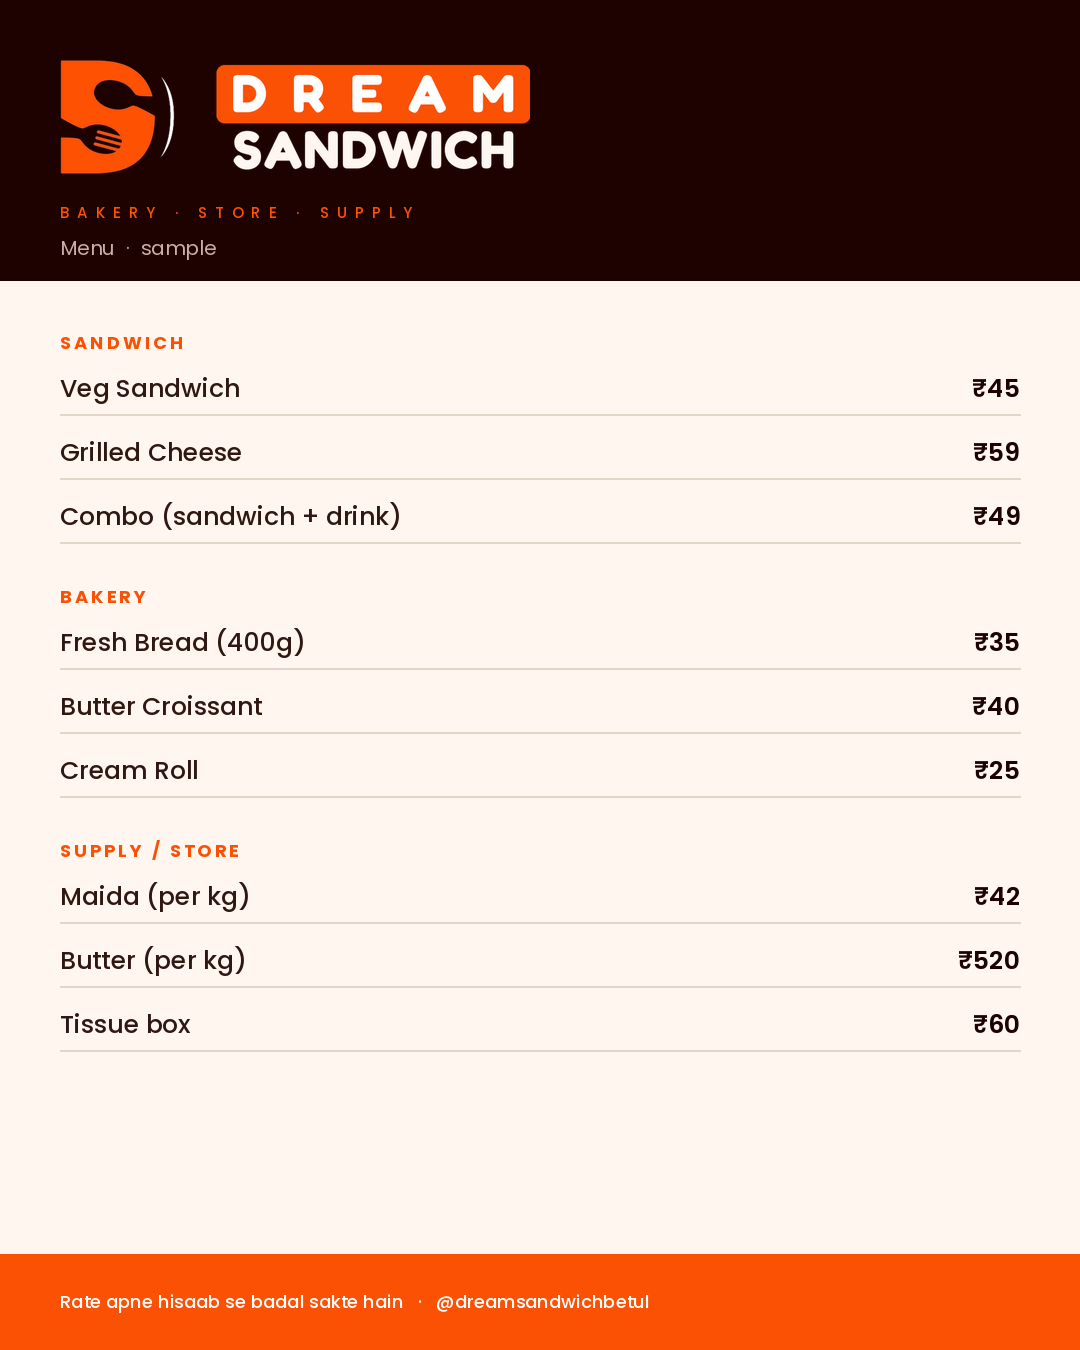 DREAM
SANDWICH
BAKERY · STORE · SUPPLY
Menu · sample
SANDWICH
Veg Sandwich ₹45
Grilled Cheese ₹59
Combo (sandwich + drink) ₹49
BAKERY
Fresh Bread (400g) ₹35
Butter Croissant ₹40
Cream Roll ₹25
SUPPLY / STORE
Maida (per kg) ₹42
Butter (per kg) ₹520
Tissue box ₹60
Rate apne hisaab se badal sakte hain · @dreamsandwichbetul